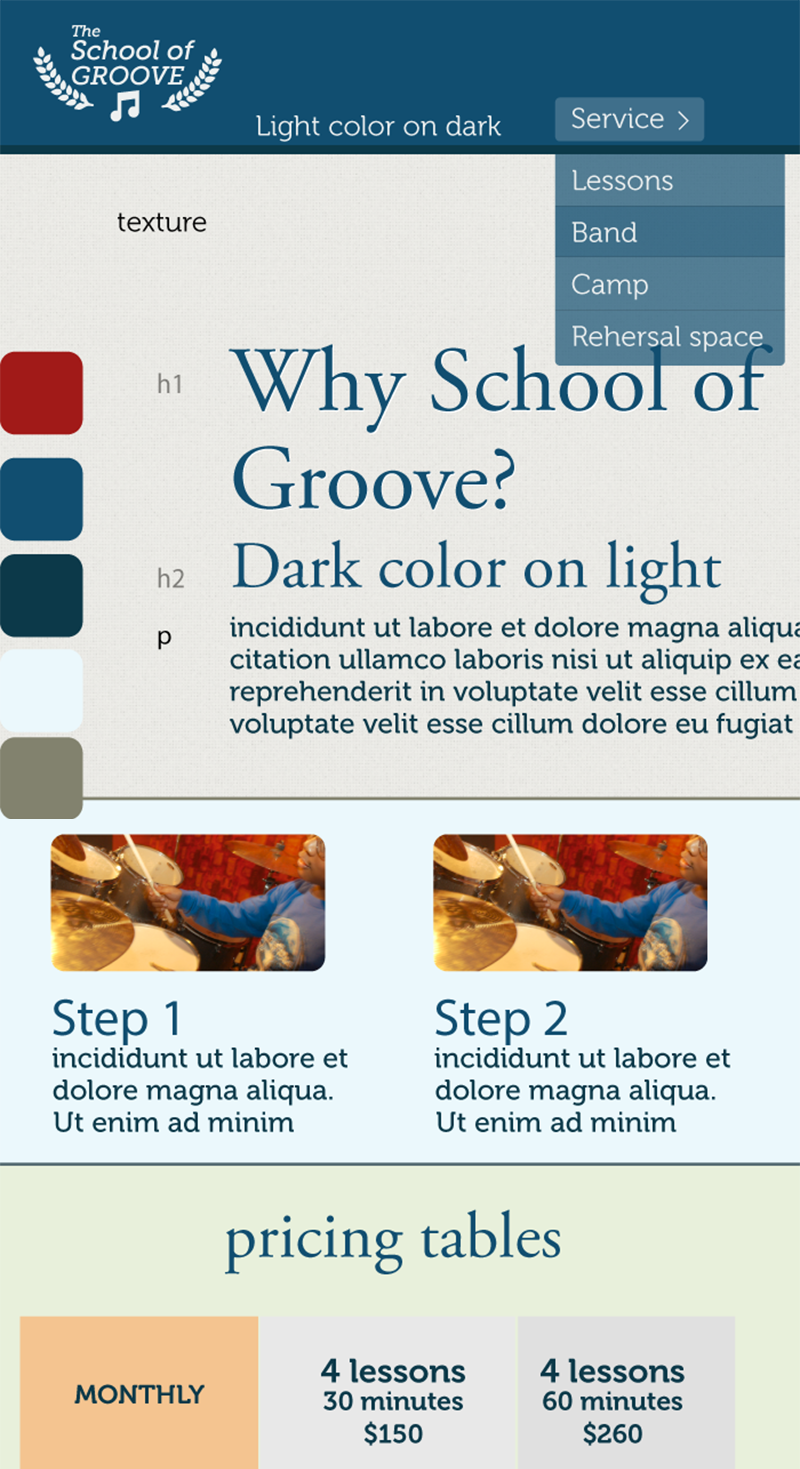 The
School of
GROOVE
Light color on dark
Service >
Lessons
texture
Band
Camp
Rehersal space
h1
Why School of
Groove?
h2
Dark color on light
p
incididunt ut labore et dolore magna aliqua
citation ullamco laboris nisi ut aliquip ex ea
reprehenderit in voluptate velit esse cillum
voluptate velit esse cillum dolore eu fugiat
Step 1
incididunt ut labore et
dolore magna aliqua.
Ut enim ad minim
Step 2
incididunt ut labore et
dolore magna aliqua.
Ut enim ad minim
pricing tables
MONTHLY
4 lessons
30 minutes
$150
4 lessons
60 minutes
$260